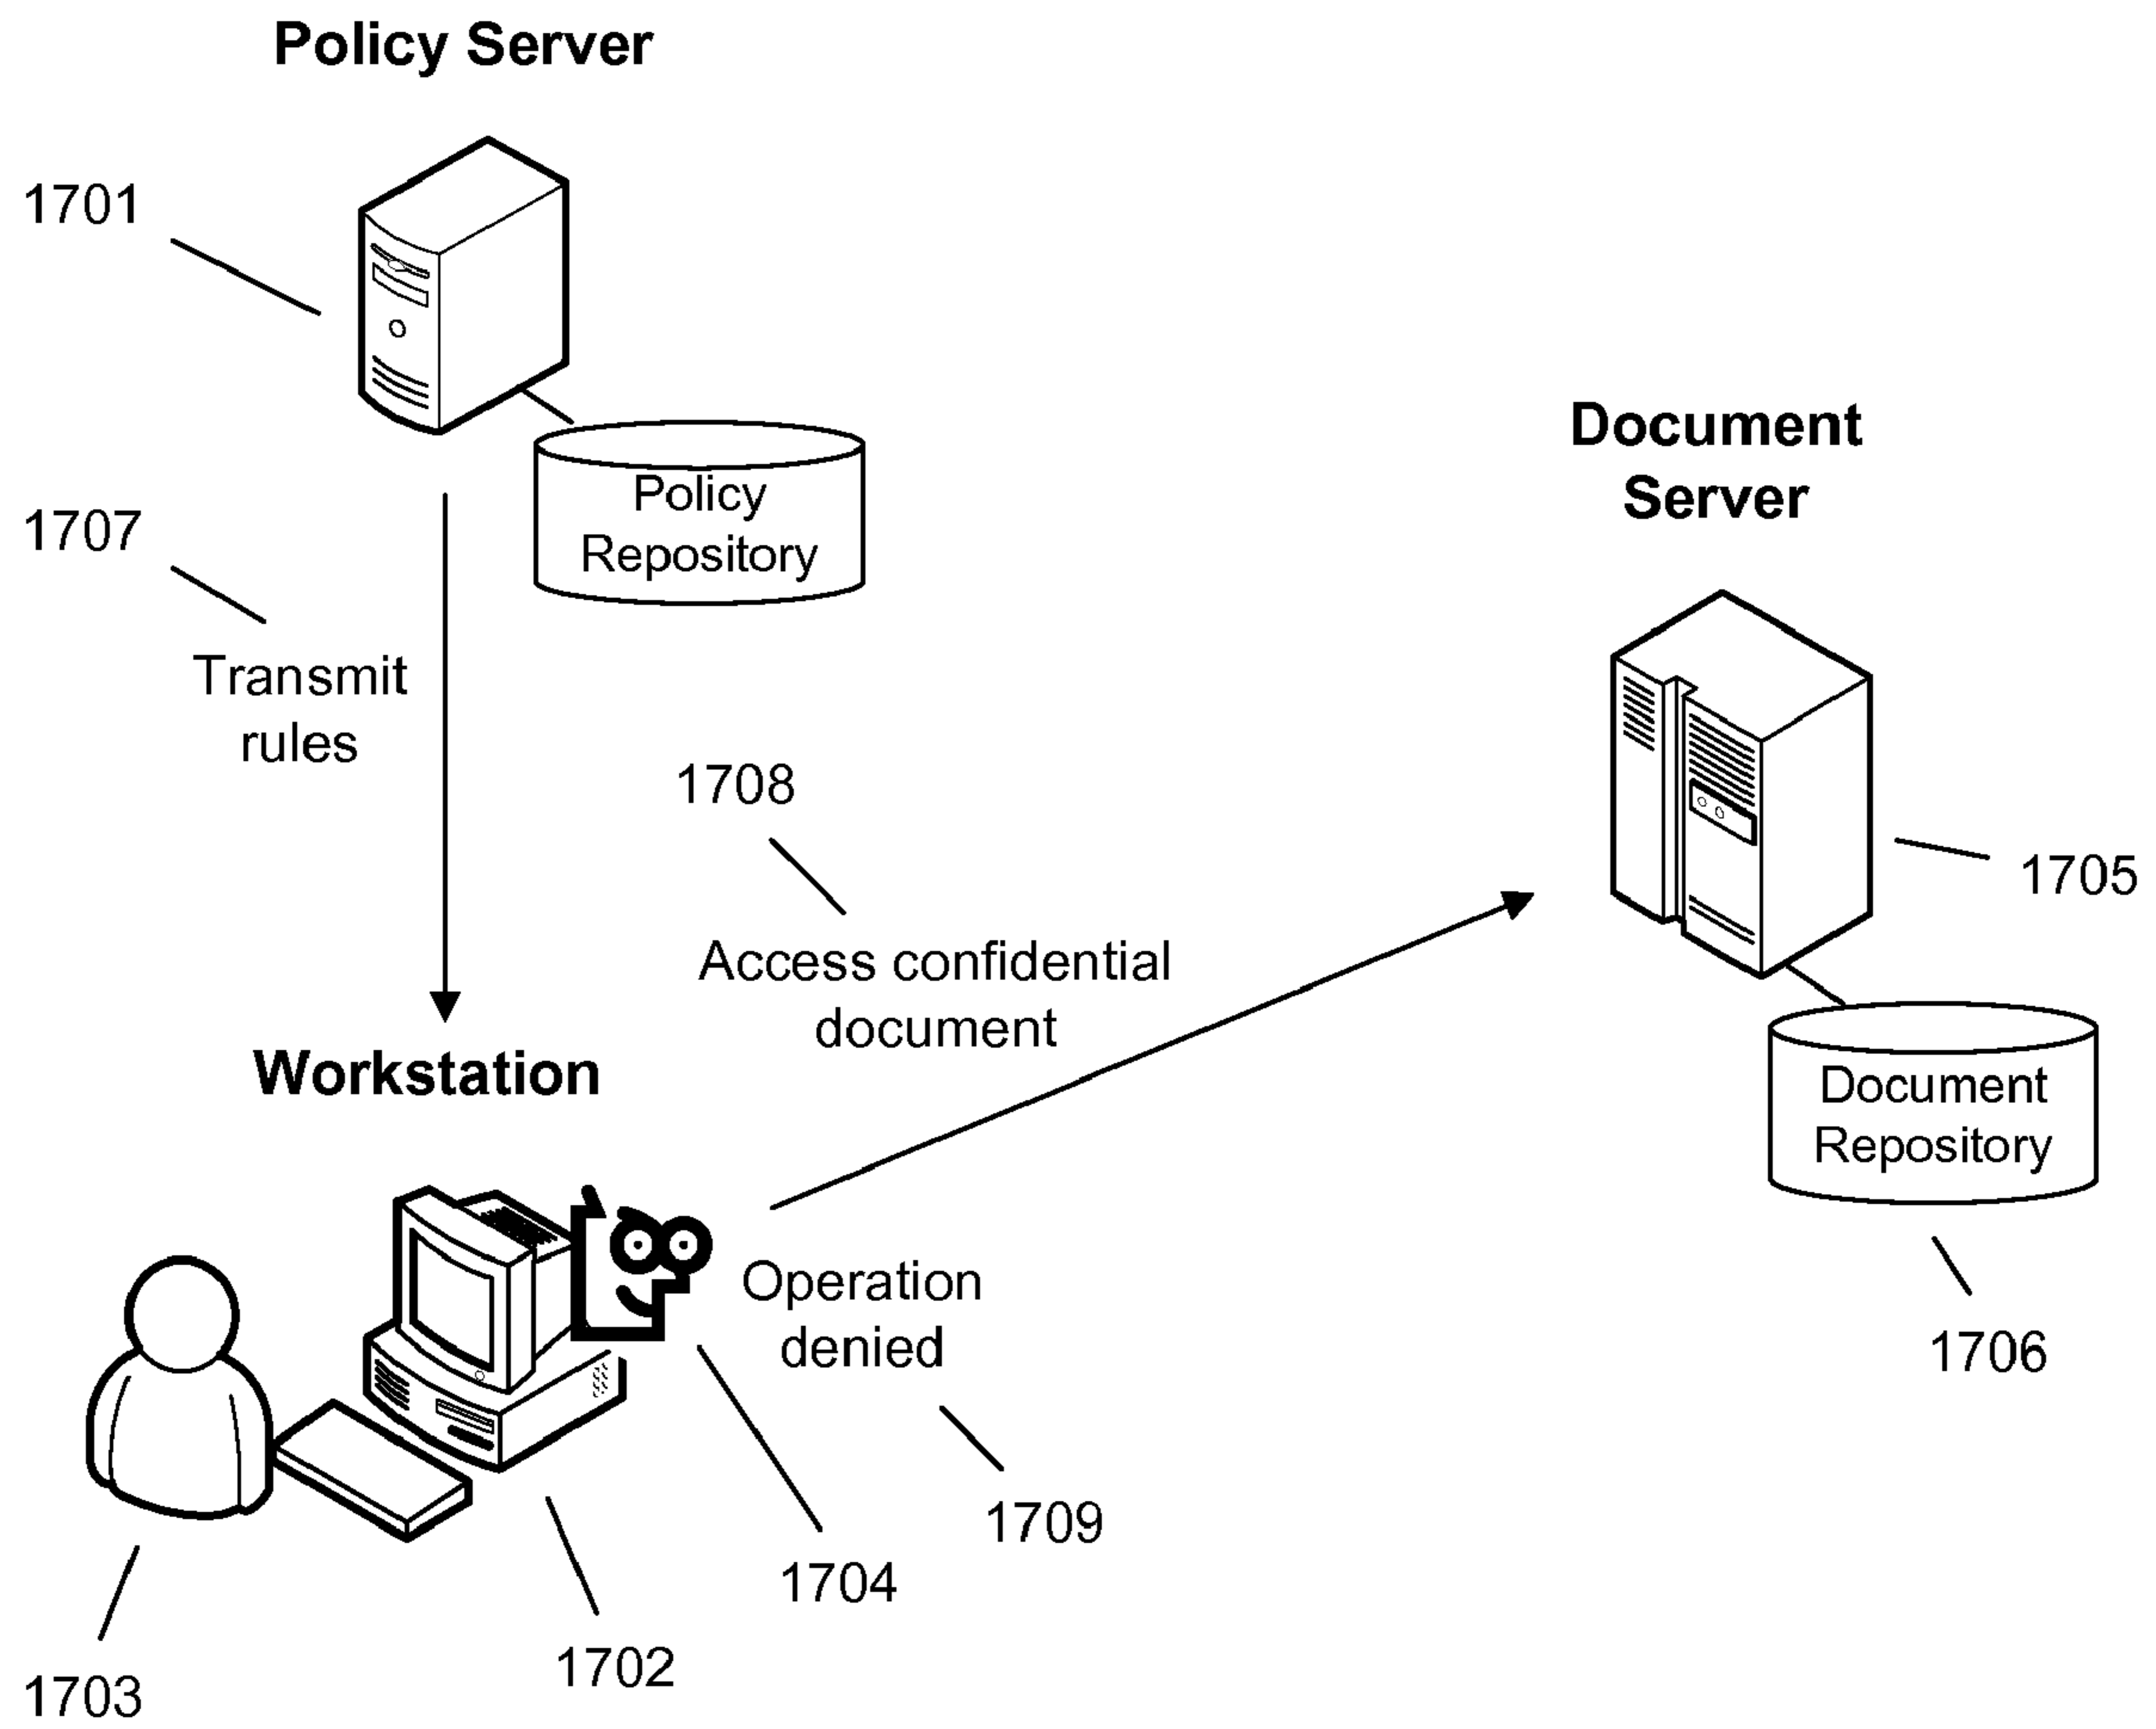 Policy Server
1701
Policy
Repository
1707
Transmit
rules
Document
Server
1705
1708
Access confidential
document
Workstation
Document
Repository
1706
Operation
denied
1709
1704
1702
1703